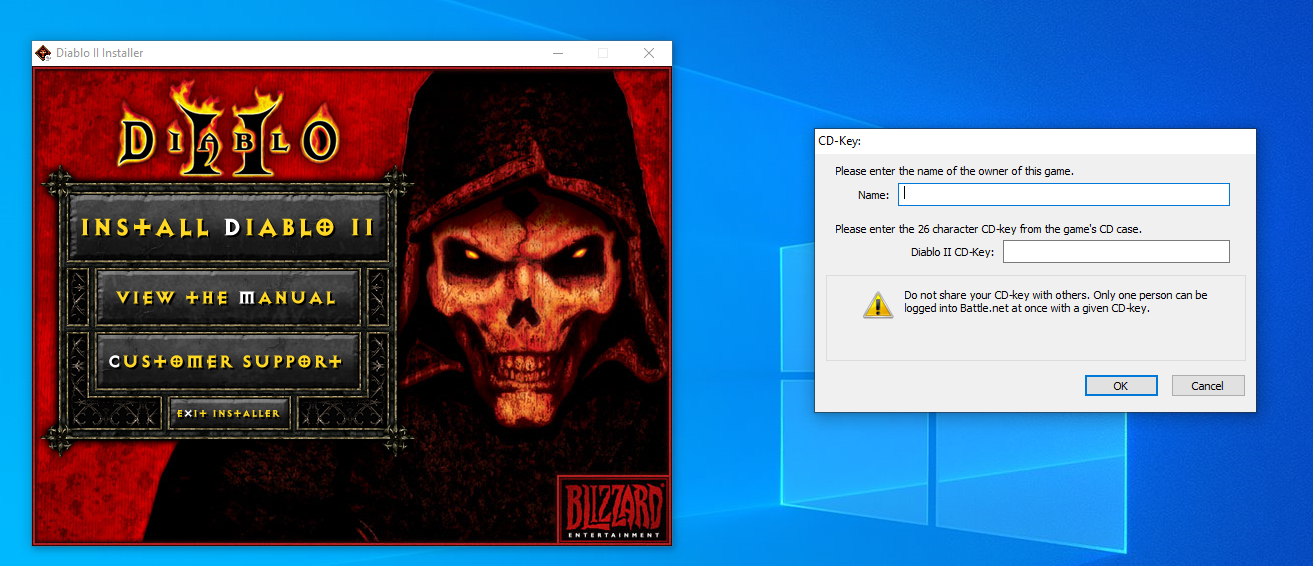 Diablo II Installer
DIABLO II
INSTALL DIABLO II
VIEW THE MANUAL
CUSTOMER SUPPORT
EXIT INSTALLER
BLIZZARD
ENTERTAINMENT
CD-Key:
Please enter the name of the owner of this game.
Name:
Please enter the 26 character CD-key from the game's CD case.
Diablo II CD-Key:
Do not share your CD-key with others. Only one person can be
logged into Battle.net at once with a given CD-key.
OK Cancel